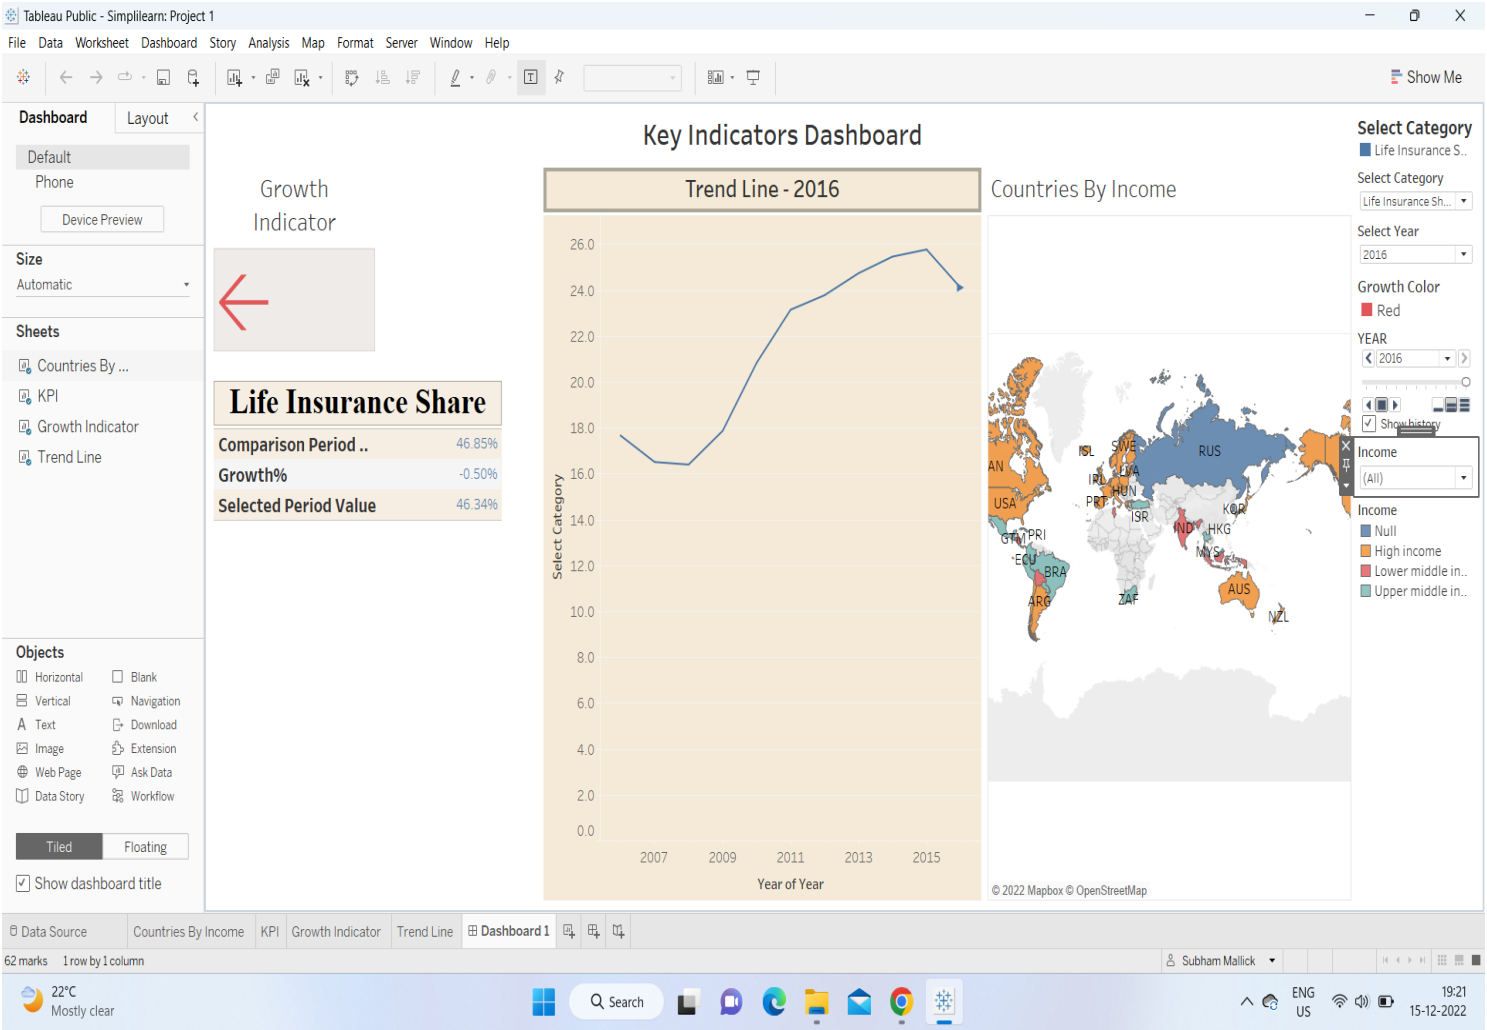 Tableau Public - Simplilearn: Project 1
File Data Worksheet Dashboard Story Analysis Map Format Server Window Help
Show Me
Dashboard
Layout
Default
Phone
Device Preview
Size
Automatic
Sheets
Countries By ...
KPI
Growth Indicator
Trend Line
Objects
Horizontal Blank
Vertical Navigation
Text Download
Image Extension
Web Page Ask Data
Data Story Workflow
Tiled Floating
Show dashboard title
Key Indicators Dashboard
Growth
Indicator
Life Insurance Share
Comparison Period .. 46.85%
Growth% -0.50%
Selected Period Value 46.34%
Trend Line - 2016
26.0
24.0
22.0
20.0
18.0
16.0
14.0
12.0
10.0
8.0
6.0
4.0
2.0
0.0
Select Category
2007 2009 2011 2013 2015
Year of Year
Countries By Income
ISL SWE RUS
AN LVA
IRL HUN
USA PRT
ISR KOR
GTM PRI IND HKG
ECU MYS
BRA
ARG ZAF AUS
NZL
© 2022 Mapbox © OpenStreetMap
Select Category
Life Insurance S..
Select Category
Life Insurance Sh...
Select Year
2016
Growth Color
Red
YEAR
2016
Show history
Income
(All)
Income
Null
High income
Lower middle in..
Upper middle in..
Data Source Countries By Income KPI Growth Indicator Trend Line Dashboard 1
62 marks 1 row by 1 column Subham Mallick
22°C
Mostly clear
Search
ENG
US
19:21
15-12-2022